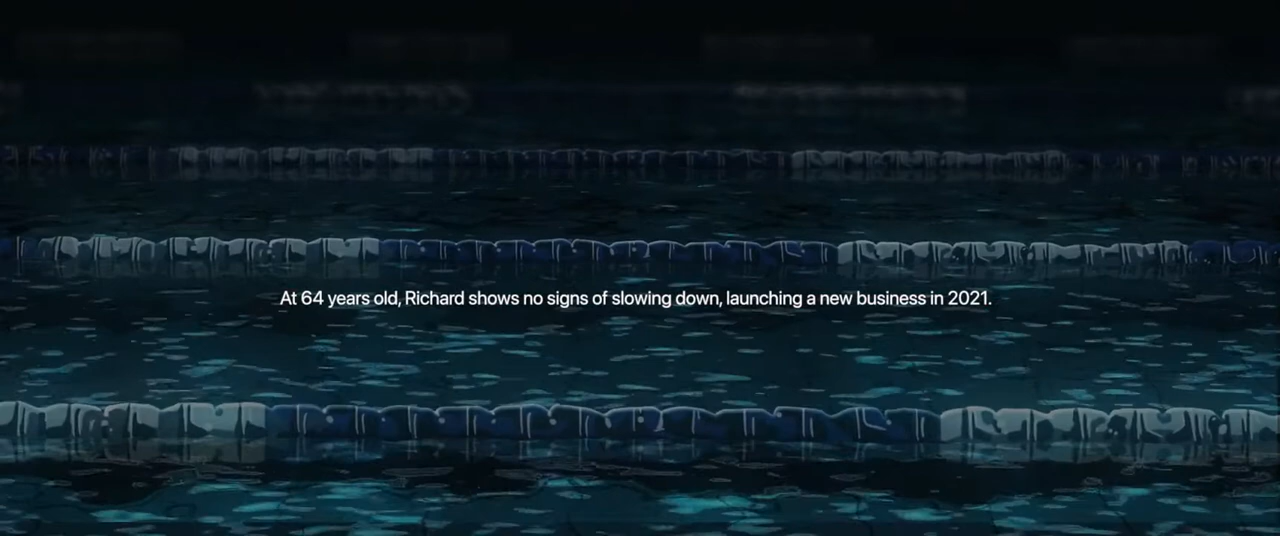 At 64 years old, Richard shows no signs of slowing down, launching a new business in 2021.